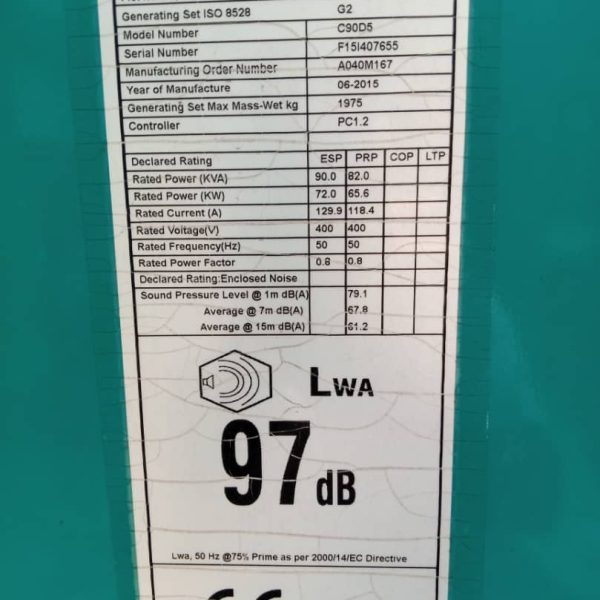 Generating Set ISO 8528 G2
Model Number C90D5
Serial Number F15I407655
Manufacturing Order Number A040M167
Year of Manufacture 06-2015
Generating Set Max Mass-Wet kg 1975
Controller PC1.2
Declared Rating ESP PRP COP LTP
Rated Power (KVA) 90.0 82.0
Rated Power (KW) 72.0 65.6
Rated Current (A) 129.9 118.4
Rated Voltage(V) 400 400
Rated Frequency(Hz) 50 50
Rated Power Factor 0.8 0.8
Declared Rating:Enclosed Noise
Sound Pressure Level @ 1m dB(A) 79.1
Average @ 7m dB(A) 67.8
Average @ 15m dB(A) 61.2
LWA
97 dB
Lwa, 50 Hz @75% Prime as per 2000/14/EC Directive